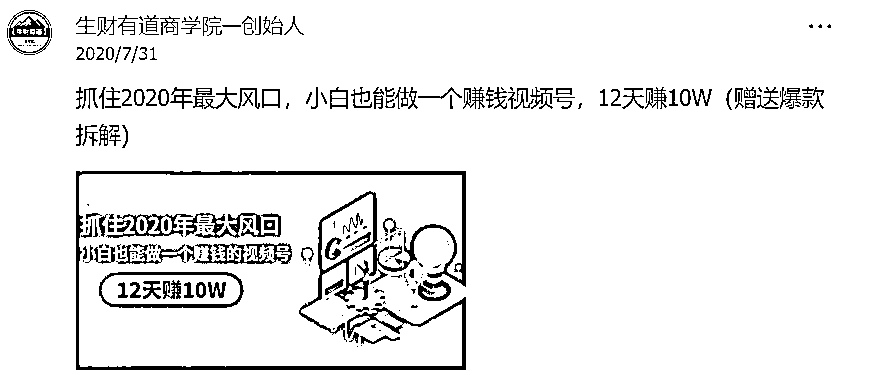 生财有道商学院—创始人
2020/7/31
抓住2020年最大风口，小白也能做一个赚钱视频号，12天赚10W（赠送爆款
拆解)
抓住2020年最大风口
小白也能做一个赚钱的视频号
12天赚10W